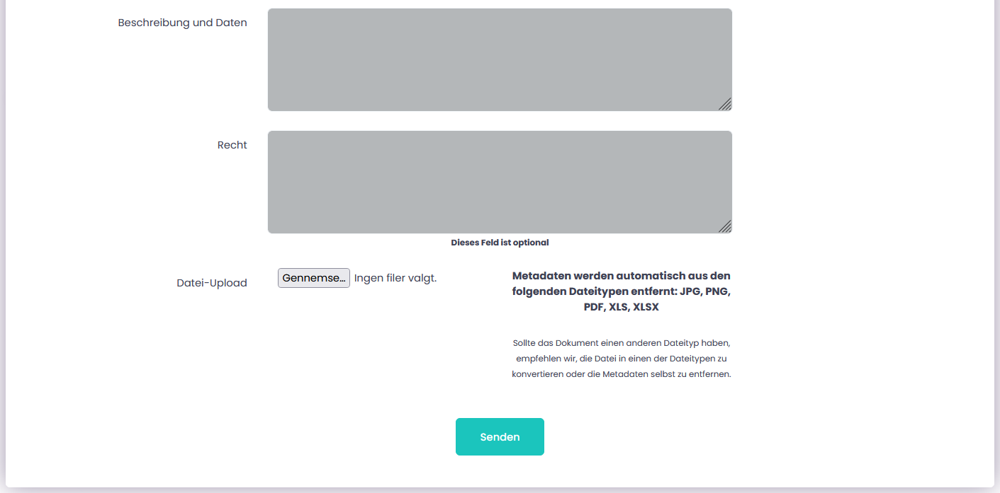 Beschreibung und Daten
Recht
Dieses Feld ist optional
Datei-Upload
Gennemse... Ingen filer valgt.
Metadaten werden automatisch aus den
folgenden Dateitypen entfernt: JPG, PNG,
PDF, XLS, XLSX
Sollte das Dokument einen anderen Dateityp haben,
empfehlen wir, die Datei in einen der Dateitypen zu
konvertieren oder die Metadaten selbst zu entfernen.
Senden